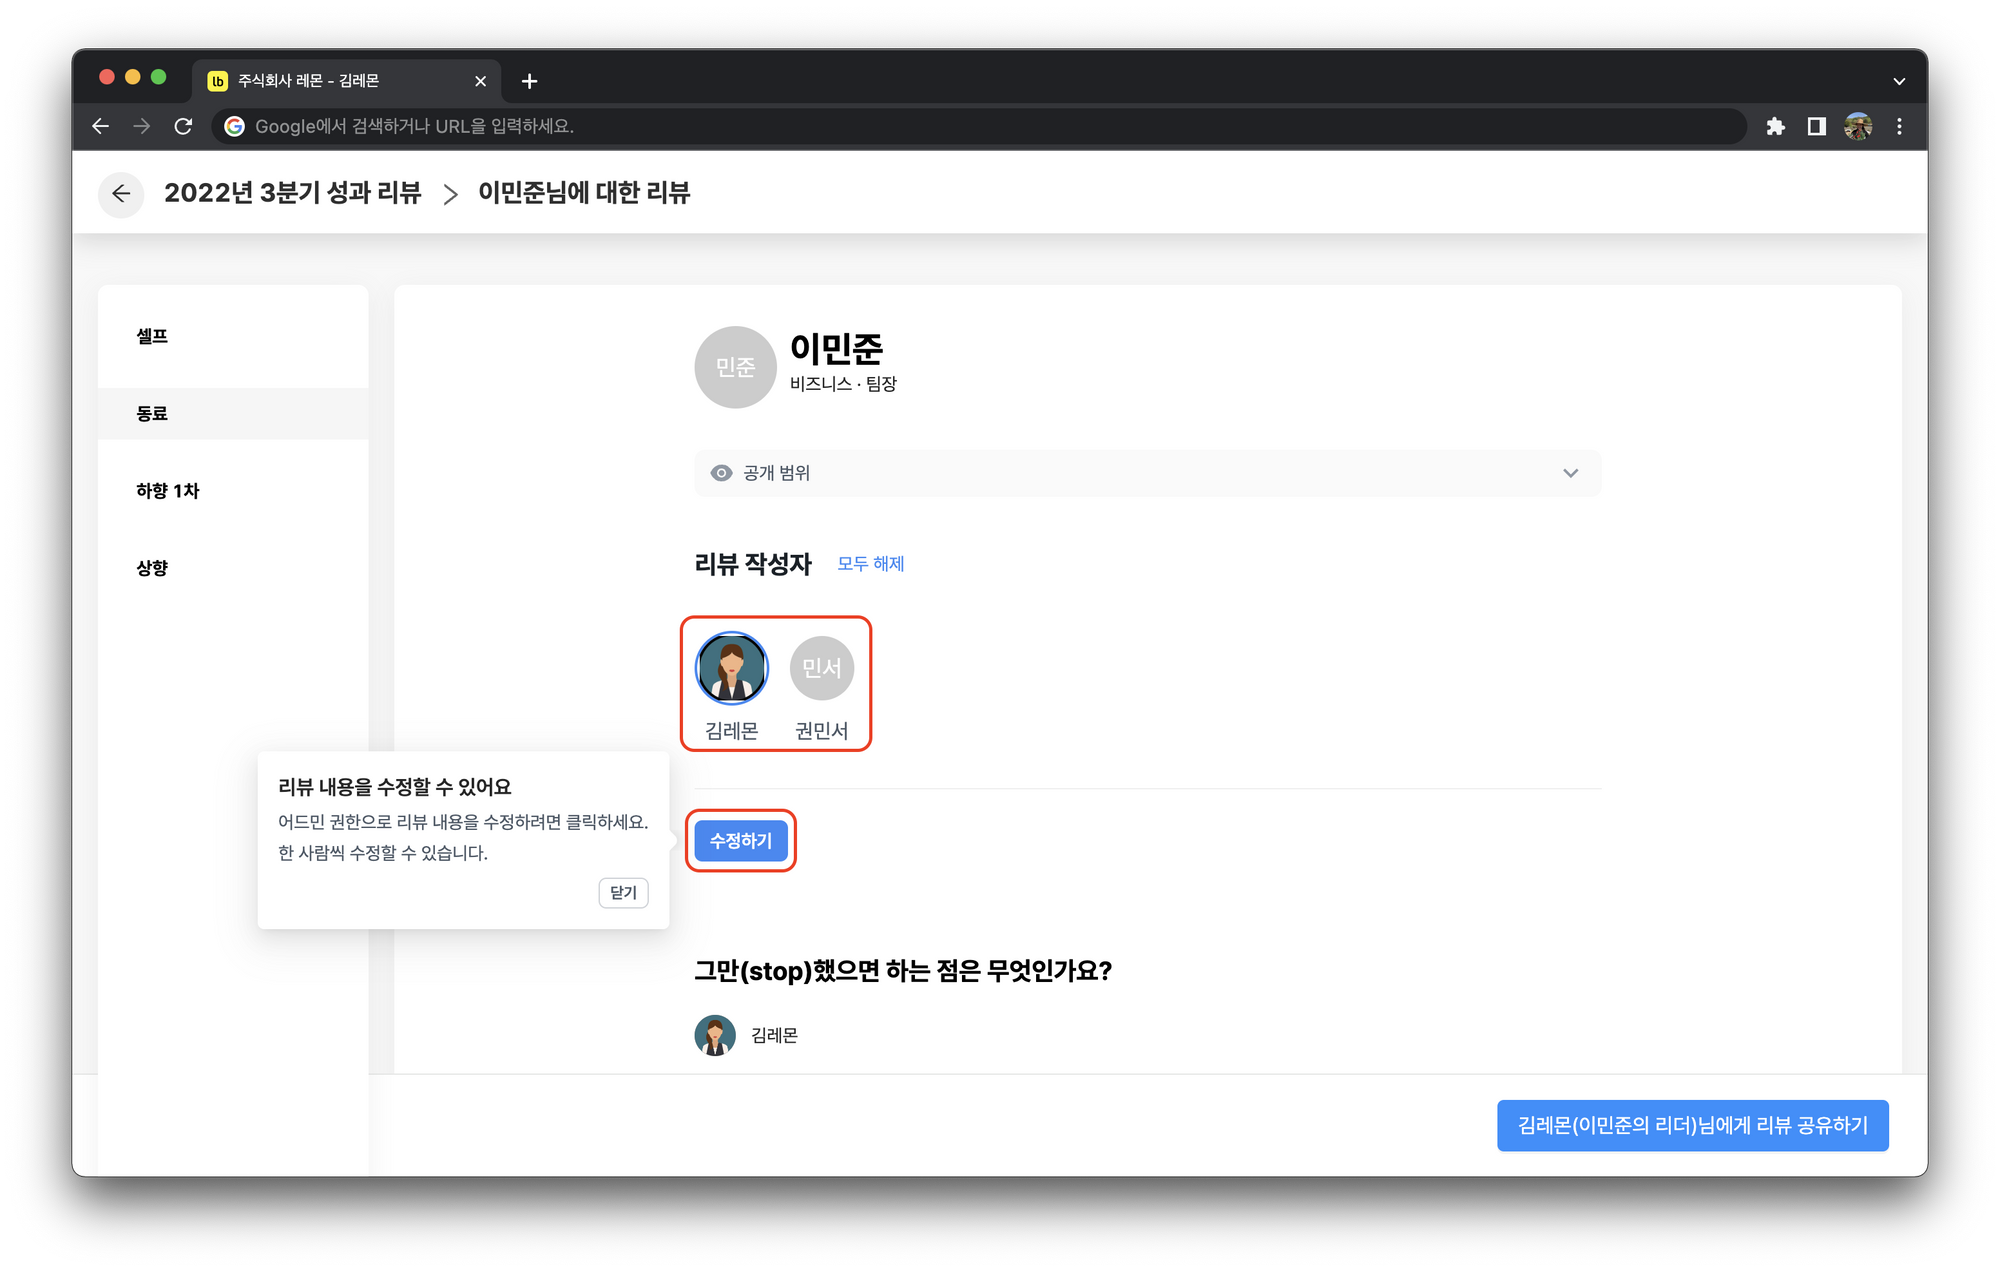 lb 주식회사 레몬 - 김레몬
Google에서 검색하거나 URL을 입력하세요.
2022년 3분기 성과 리뷰 > 이민준님에 대한 리뷰
셀프
동료
하향 1차
상향
민준
이민준
비즈니스 · 팀장
공개 범위
리뷰 작성자 모두 해제
민서
김레몬 권민서
리뷰 내용을 수정할 수 있어요
어드민 권한으로 리뷰 내용을 수정하려면 클릭하세요.
한 사람씩 수정할 수 있습니다.
닫기
수정하기
그만(stop)했으면 하는 점은 무엇인가요?
김레몬
김레몬(이민준의 리더)님에게 리뷰 공유하기